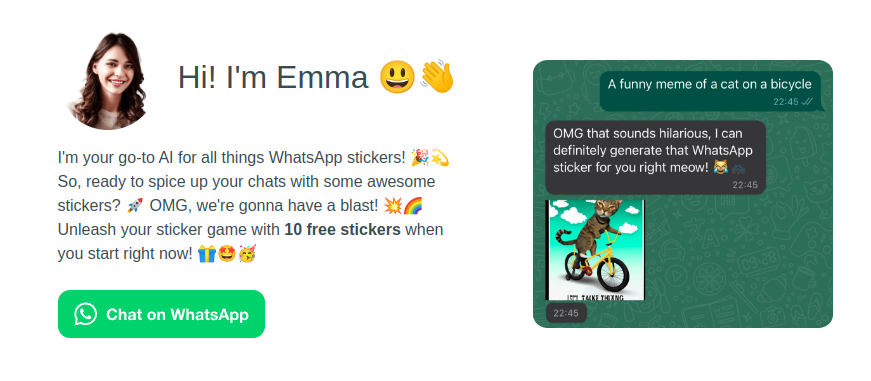 Hi! I'm Emma 😃👋
I'm your go-to AI for all things WhatsApp stickers! 🎉💫
So, ready to spice up your chats with some awesome
stickers? 🚀 OMG, we're gonna have a blast! 💥🌈
Unleash your sticker game with 10 free stickers when
you start right now! 🎁🤩🥳
Chat on WhatsApp
A funny meme of a cat on a bicycle
22:45
OMG that sounds hilarious, I can
definitely generate that WhatsApp
sticker for you right meow! 😹🐾
22:45
22:45